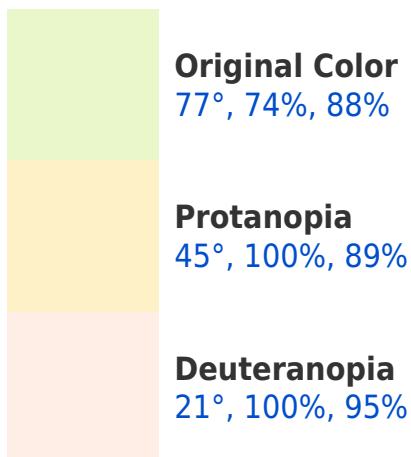 Original Color
77°, 74%, 88%
Protanopia
45°, 100%, 89%
Deuteranopia
21°, 100%, 95%